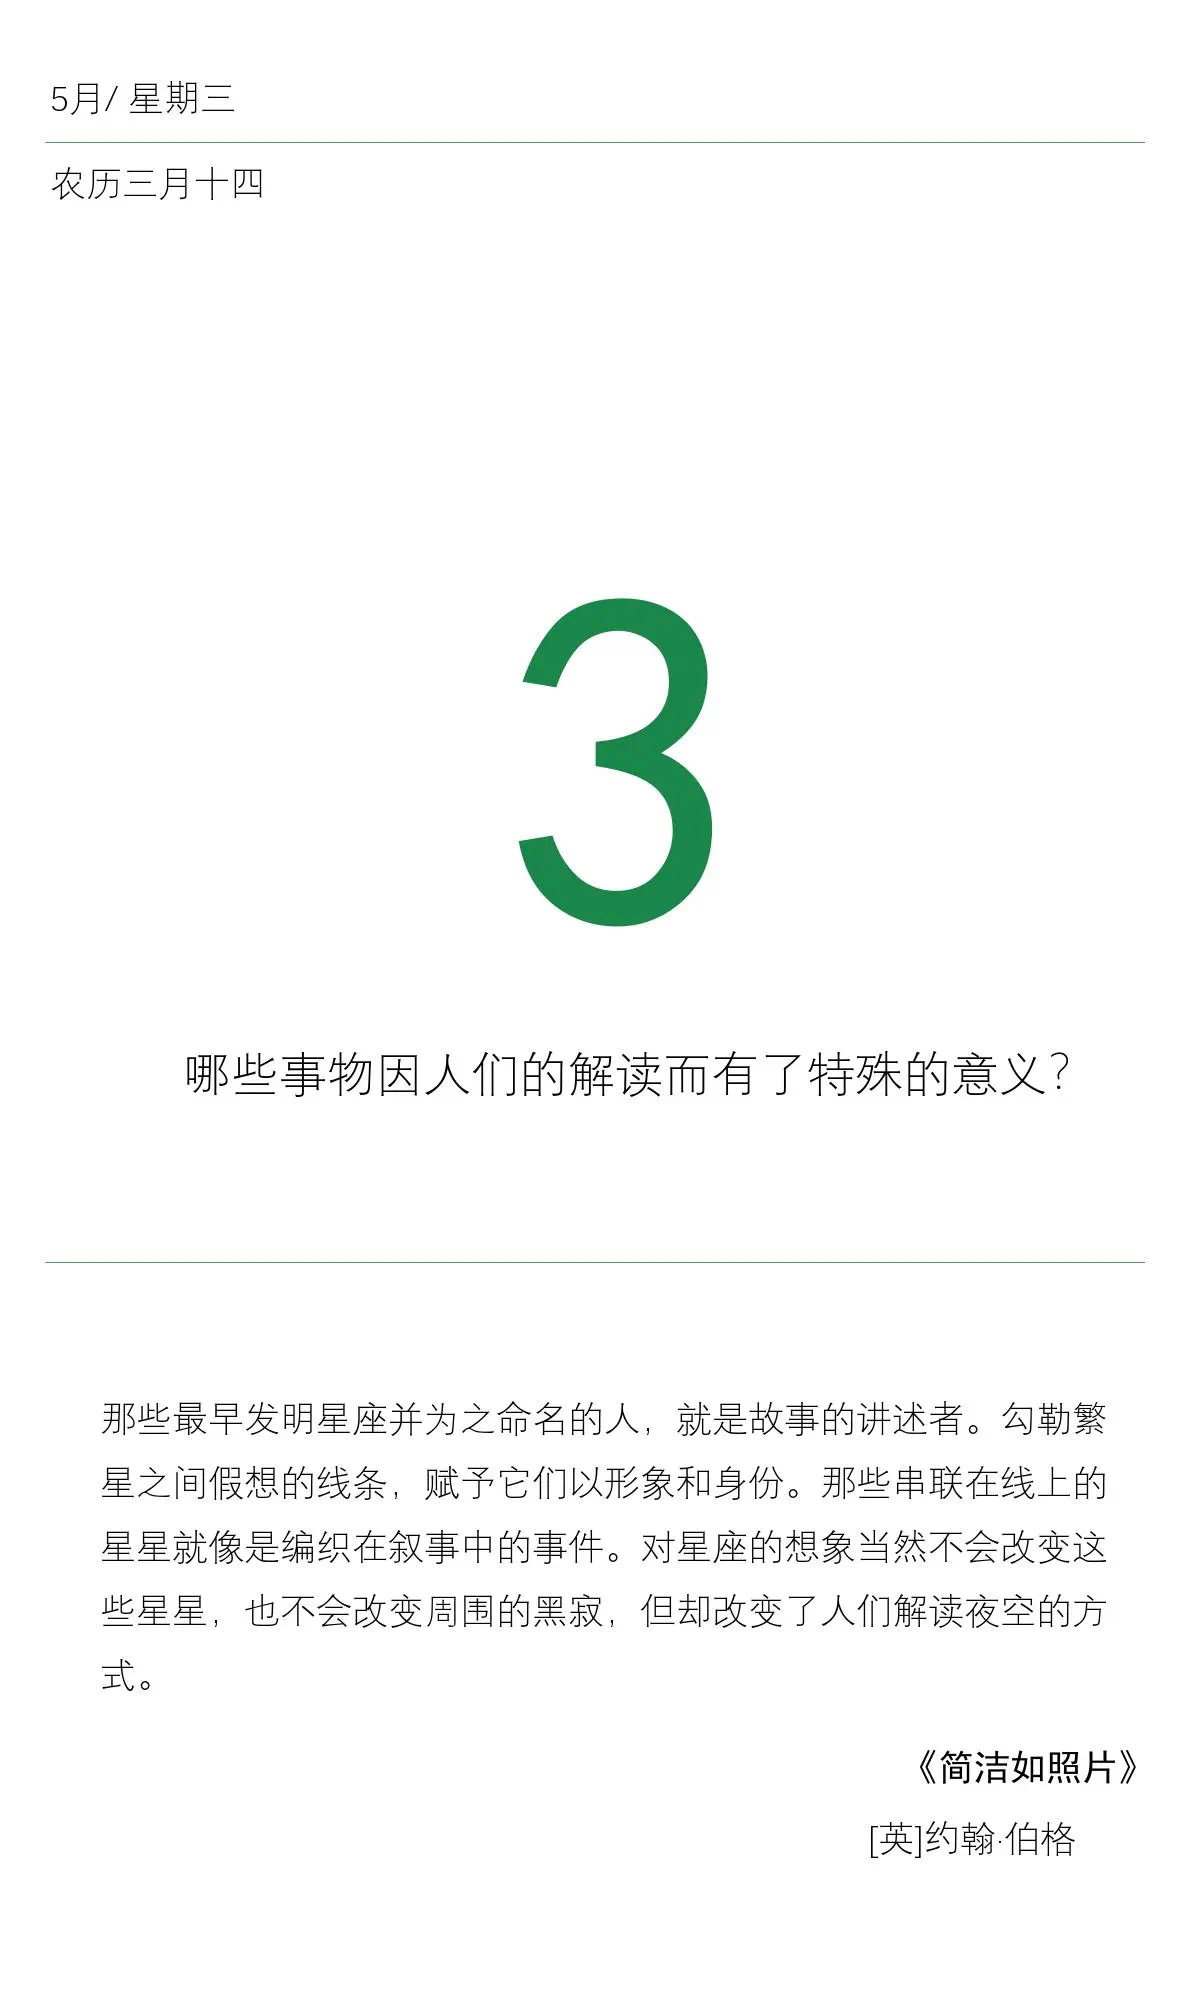 5月/ 星期三
农历三月十四
3
哪些事物因人们的解读而有了特殊的意义？
那些最早发明星座并为之命名的人，就是故事的讲述者。勾勒繁
星之间假想的线条，赋予它们以形象和身份。那些串联在线上的
星星就像是编织在叙事中的事件。对星座的想象当然不会改变这
些星星，也不会改变周围的黑寂，但却改变了人们解读夜空的方
式。
《简洁如照片》
[英]约翰·伯格